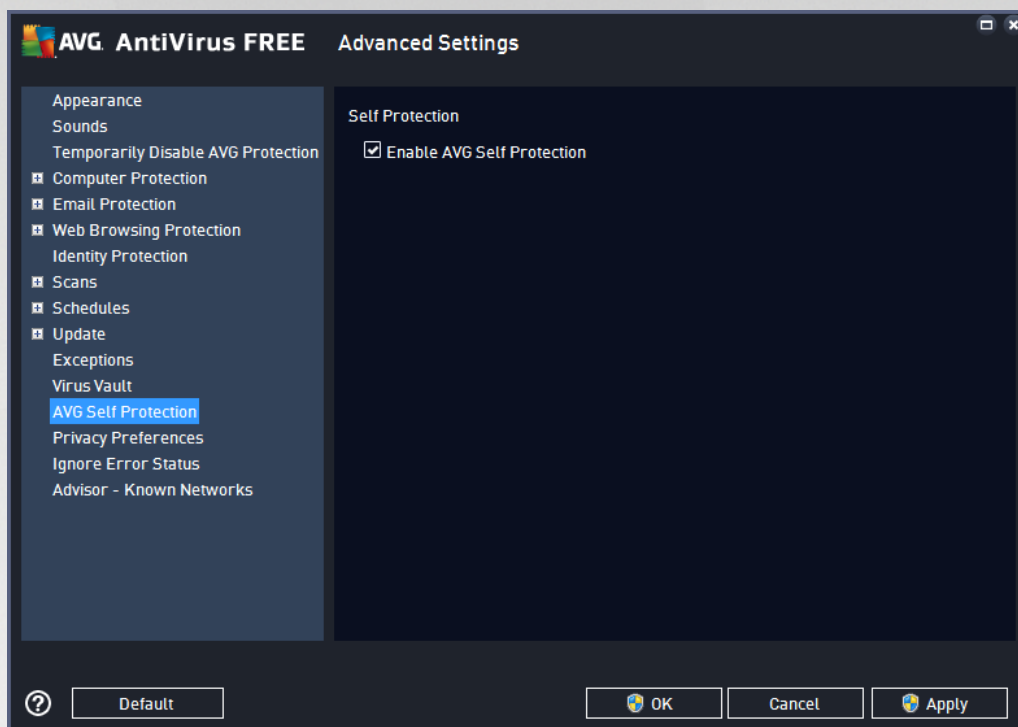 AVG. AntiVirus FREE Advanced Settings
Appearance
Sounds
Temporarily Disable AVG Protection
Computer Protection
Email Protection
Web Browsing Protection
Identity Protection
Scans
Schedules
Update
Exceptions
Virus Vault
AVG Self Protection
Privacy Preferences
Ignore Error Status
Advisor - Known Networks
Self Protection
Enable AVG Self Protection
? Default OK Cancel Apply